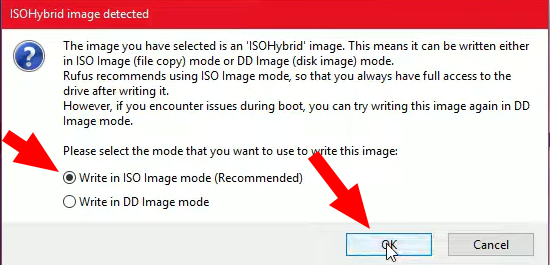 ISOHybrid image detected
The image you have selected is an 'ISOHybrid' image. This means it can be written either
in ISO Image (file copy) mode or DD Image (disk image) mode.
Rufus recommends using ISO Image mode, so that you always have full access to the
drive after writing it.
However, if you encounter issues during boot, you can try writing this image again in DD
Image mode.
Please select the mode that you want to use to write this image:
Write in ISO Image mode (Recommended)
Write in DD Image mode
OK
Cancel